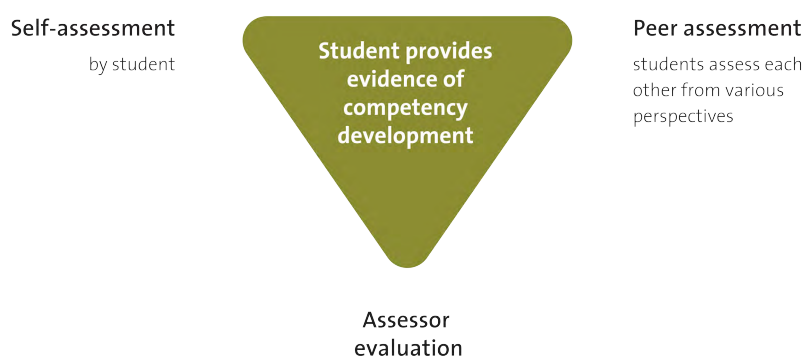 Self-assessment
by student
Student provides
evidence of
competency
development
Peer assessment
students assess each
other from various
perspectives
Assessor
evaluation